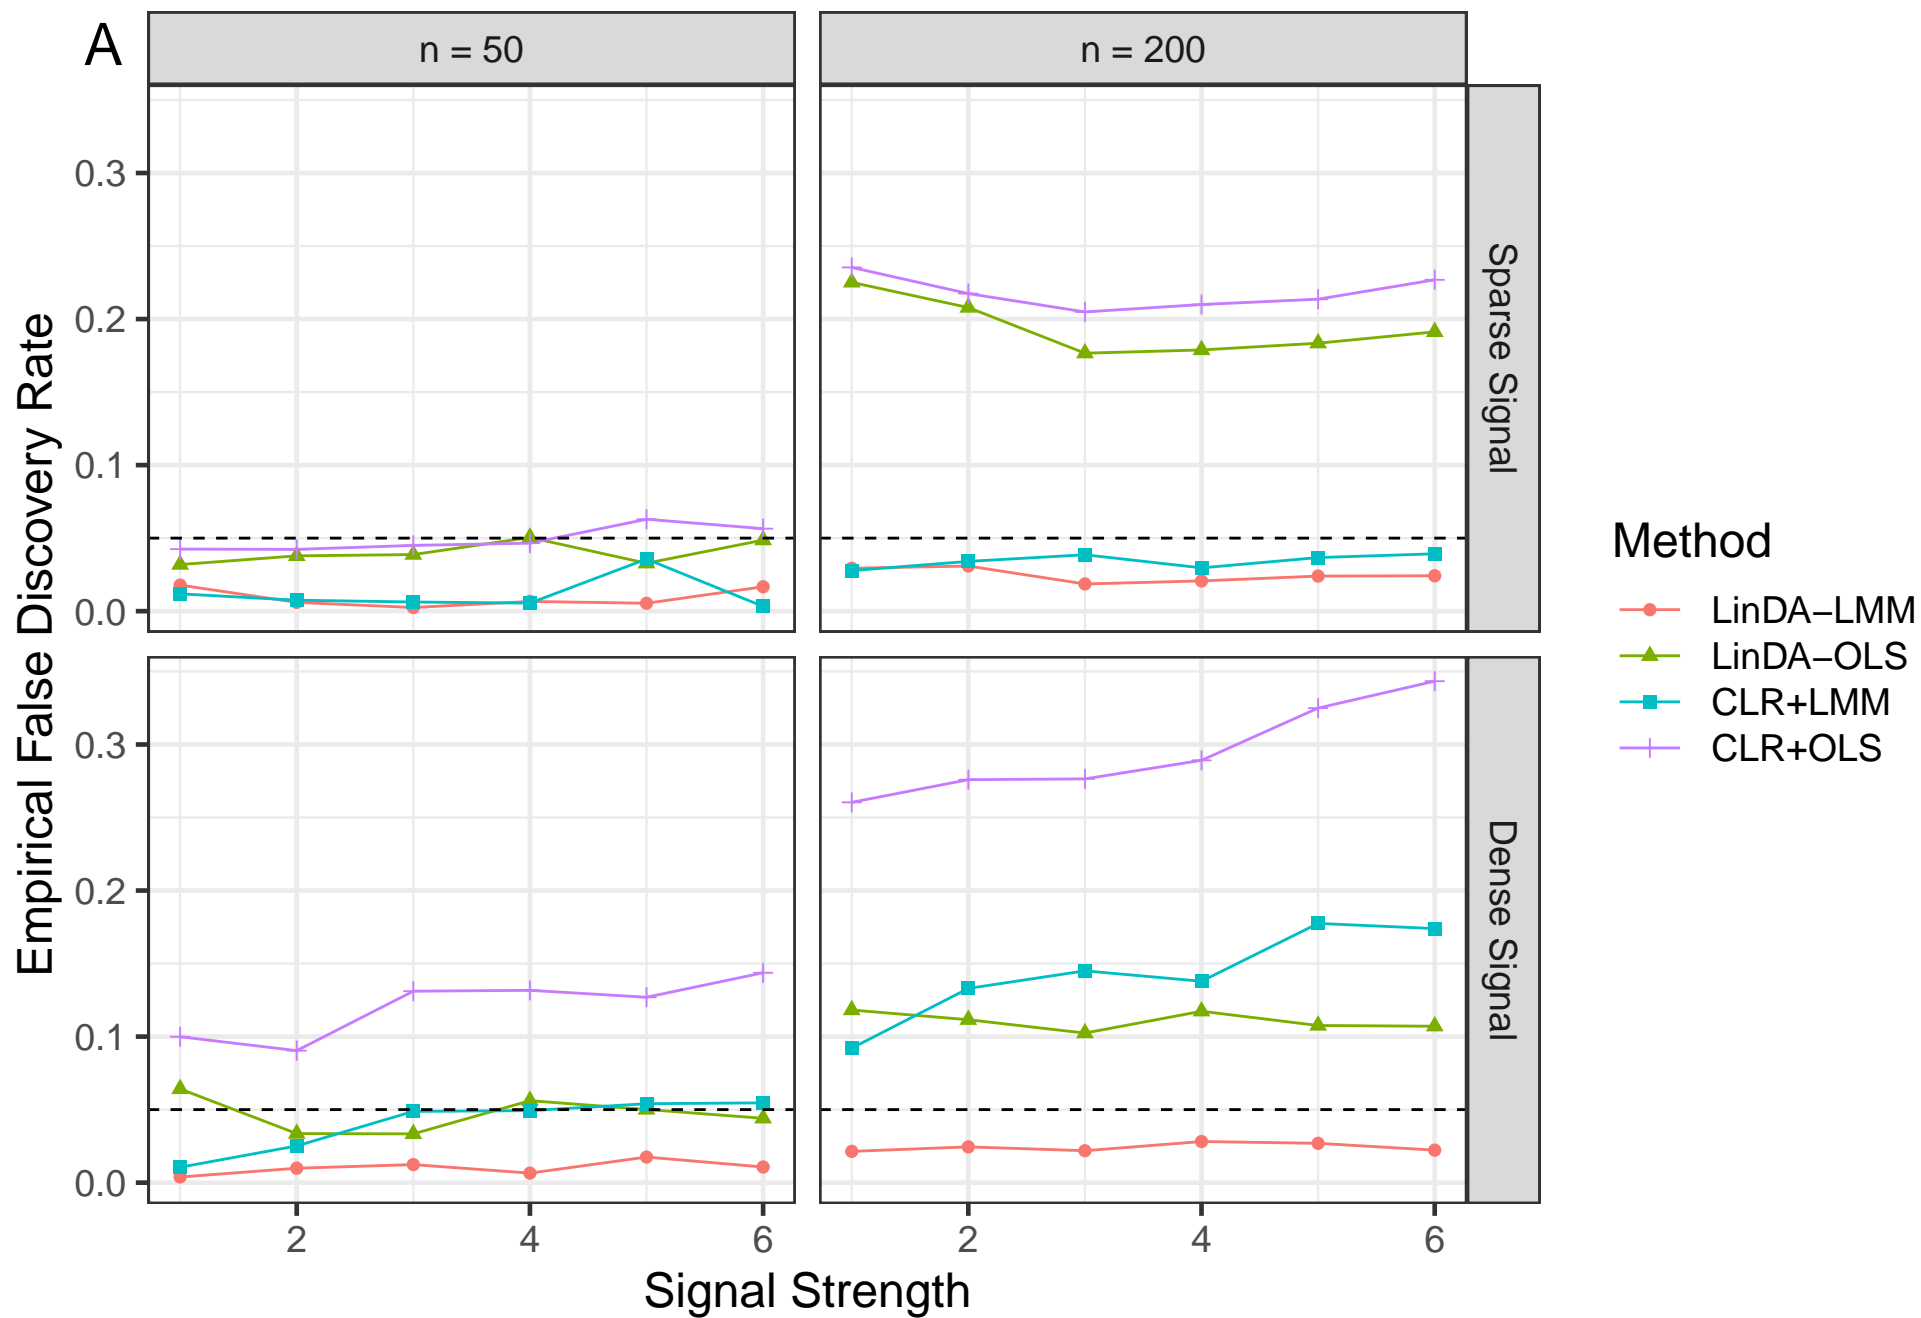 A
n = 50
n = 200
Empirical False Discovery Rate
0.3
0.2
0.1
0.0
Sparse Signal
0.3
0.2
0.1
0.0
Dense Signal
2
4
6
2
4
6
Signal Strength
Method
LinDA−LMM
LinDA−OLS
CLR+LMM
CLR+OLS